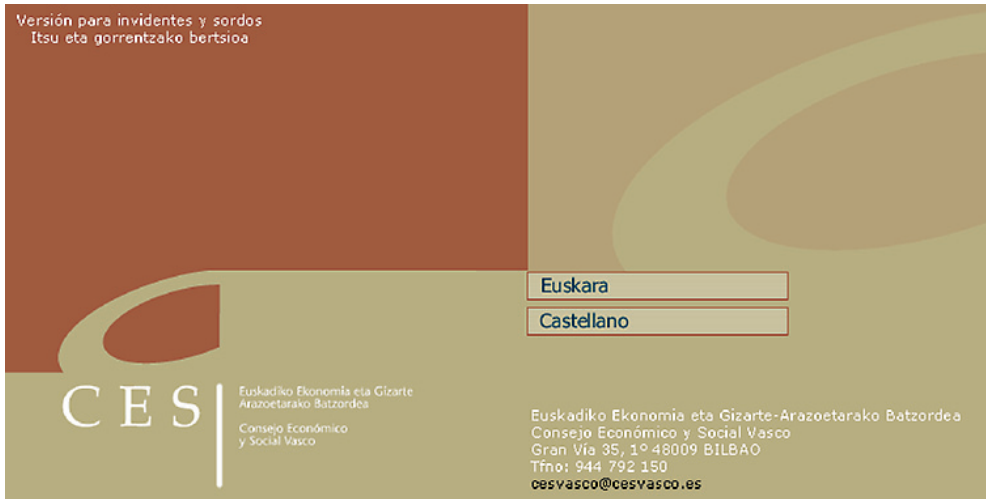 Versión para invidentes y sordos
Itsu eta gorrentzako bertsioa
Euskara
Castellano
CES
Euskadiko Ekonomia eta Gizarte
Arazoetarako Batzordea
Consejo Económico
y Social Vasco
Euskadiko Ekonomia eta Gizarte-Arazoetarako Batzordea
Consejo Económico y Social Vasco
Gran Vía 35, 1º 48009 BILBAO
Tfno: 944 792 150
cesvasco@cesvasco.es